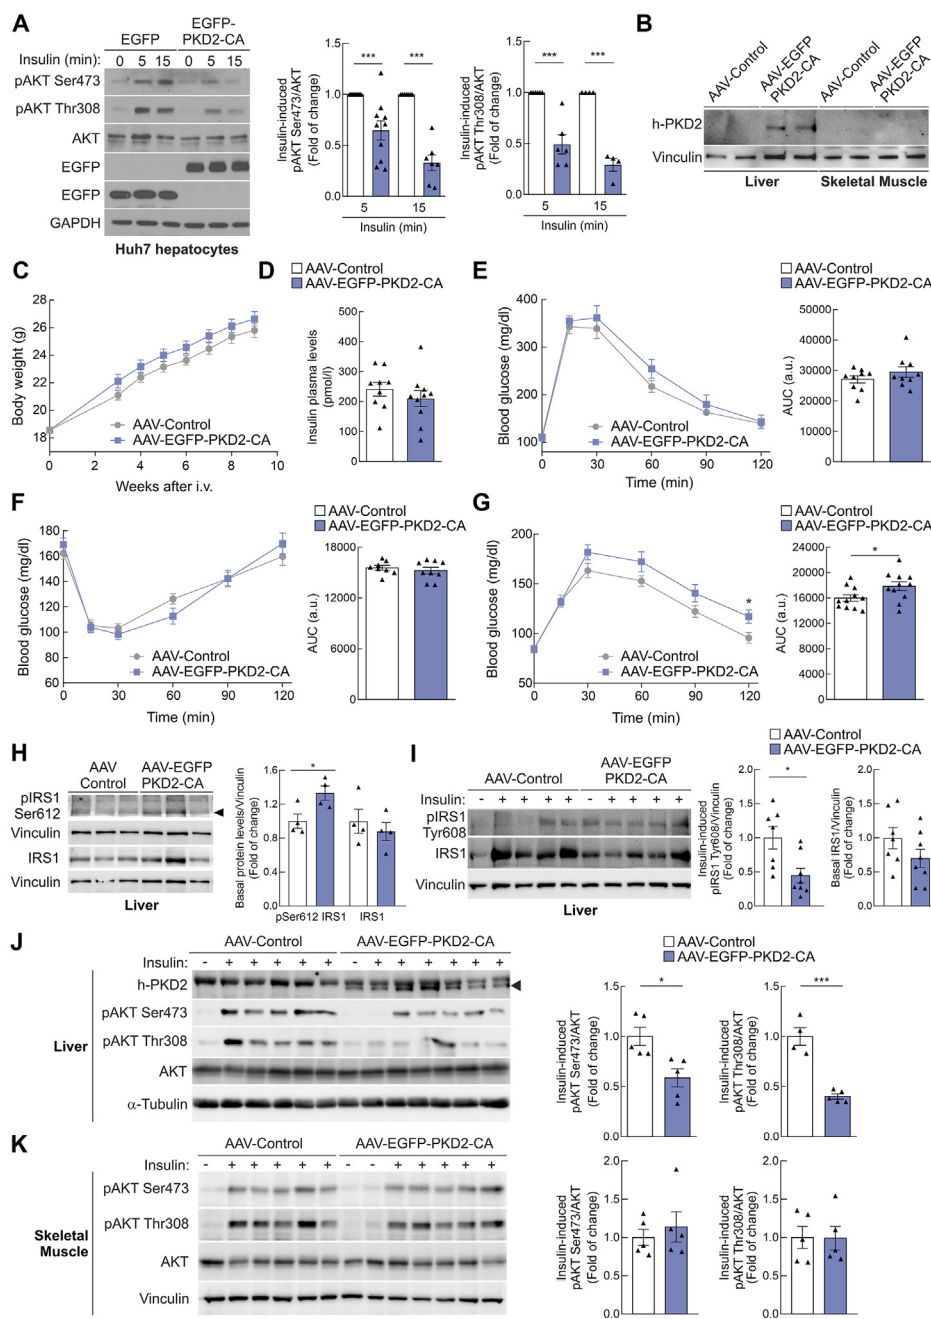 A
EGFP
EGFP-
PKD2-CA
Insulin (min): 0 5 15 0 5 15
pAKT Ser473
pAKT Thr308
AKT
EGFP
EGFP
GAPDH
Huh7 hepatocytes
Insulin-induced
pAKT Ser473/AKT
(Fold of change)
1.5
1.0
0.5
0.0
*** ***
5 15
Insulin (min)
Insulin-induced
pAKT Thr308/AKT
(Fold of change)
1.5
1.0
0.5
0.0
*** ***
5 15
Insulin (min)
B
AAV-Control
AAV-EGFP
PKD2-CA
AAV-Control
AAV-EGFP
PKD2-CA
h-PKD2
Vinculin
Liver Skeletal Muscle
C
Body weight (g)
28
26
24
22
20
18
AAV-Control
AAV-EGFP-PKD2-CA
0 2 4 6 8 10
Weeks after i.v.
D
AAV-Control
AAV-EGFP-PKD2-CA
Insulin plasma levels
(pmol/l)
500
400
300
200
100
0
E
Blood glucose (mg/dl)
400
300
200
100
AAV-Control
AAV-EGFP-PKD2-CA
0 30 60 90 120
Time (min)
AAV-Control
AAV-EGFP-PKD2-CA
AUC (a.u.)
50000
40000
30000
20000
10000
0
F
Blood glucose (mg/dl)
180
160
140
120
100
80
60
AAV-Control
AAV-EGFP-PKD2-CA
0 30 60 90 120
Time (min)
AAV-Control
AAV-EGFP-PKD2-CA
AUC (a.u.)
18000
12000
6000
0
G
Blood glucose (mg/dl)
200
150
100
50
*
AAV-Control
AAV-EGFP-PKD2-CA
0 30 60 90 120
Time (min)
AAV-Control
AAV-EGFP-PKD2-CA
AUC (a.u.)
24000
20000
16000
12000
8000
4000
0
*
H
AAV
Control
AAV-EGFP
PKD2-CA
pIRS1
Ser612
Vinculin
IRS1
Vinculin
Liver
Basal protein levels/Vinculin
(Fold of change)
1.6
1.2
0.8
0.4
0.0
*
pSer612 IRS1 IRS1
I
AAV-Control
AAV-EGFP
PKD2-CA
Insulin: - + + + + - + + + +
pIRS1
Tyr608
IRS1
Vinculin
Liver
AAV-Control
AAV-EGFP-PKD2-CA
Insulin-induced
pIRS1 Tyr608/Vinculin
(Fold of change)
2.0
1.5
1.0
0.5
0.0
*
Basal IRS1/Vinculin
(Fold of change)
2.0
1.5
1.0
0.5
0.0
J
AAV-Control AAV-EGFP-PKD2-CA
Insulin: - + + + + + - + + + + + +
Liver
h-PKD2
pAKT Ser473
pAKT Thr308
AKT
α-Tubulin
AAV-Control
AAV-EGFP-PKD2-CA
Insulin-induced
pAKT Ser473/AKT
(Fold of change)
1.5
1.0
0.5
0.0
*
Insulin-induced
pAKT Thr308/AKT
(Fold of change)
1.5
1.0
0.5
0.0
***
K
AAV-Control AAV-EGFP-PKD2-CA
Insulin: - + + + + + - - + + + + +
Skeletal
Muscle
pAKT Ser473
pAKT Thr308
AKT
Vinculin
Insulin-induced
pAKT Ser473/AKT
(Fold of change)
2.0
1.5
1.0
0.5
0.0
Insulin-induced
pAKT Thr308/AKT
(Fold of change)
2.0
1.5
1.0
0.5
0.0